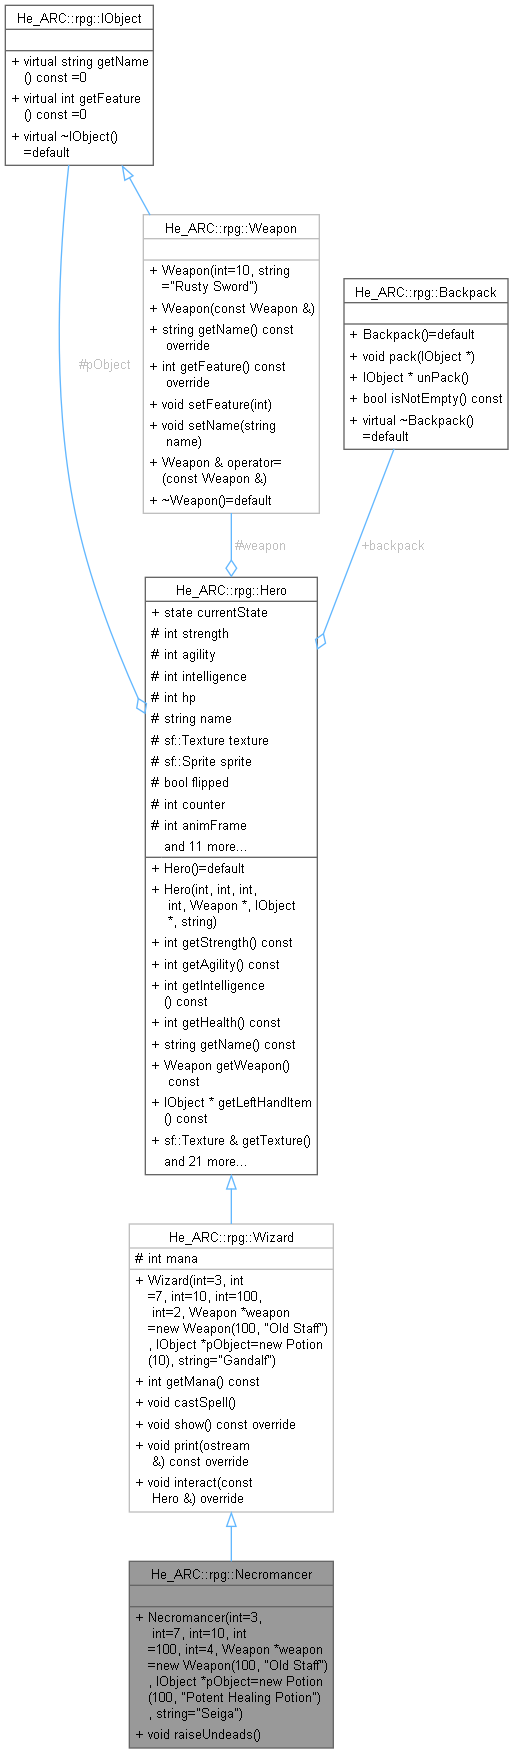 He_ARC::rpg::IObject
+ virtual string getName
() const =0
+ virtual int getFeature
() const =0
+ virtual ~IObject()
=default
He_ARC::rpg::Weapon
+ Weapon(int=10, string
="Rusty Sword")
+ Weapon(const Weapon &)
+ string getName() const
override
+ int getFeature() const
override
+ void setFeature(int)
+ void setName(string
name)
+ Weapon & operator=
(const Weapon &)
+ ~Weapon()=default
He_ARC::rpg::Backpack
+ Backpack()=default
+ void pack(IObject *)
+ IObject * unPack()
+ bool isNotEmpty() const
+ virtual ~Backpack()
=default
#pObject
#weapon
+backpack
He_ARC::rpg::Hero
+ state currentState
# int strength
# int agility
# int intelligence
# int hp
# string name
# sf::Texture texture
# sf::Sprite sprite
# bool flipped
# int counter
# int animFrame
and 11 more...
+ Hero()=default
+ Hero(int, int, int,
int, Weapon *, IObject
*, string)
+ int getStrength() const
+ int getAgility() const
+ int getIntelligence
() const
+ int getHealth() const
+ string getName() const
+ Weapon getWeapon()
const
+ IObject * getLeftHandItem
() const
+ sf::Texture & getTexture()
and 21 more...
He_ARC::rpg::Wizard
# int mana
+ Wizard(int=3, int
=7, int=10, int=100,
int=2, Weapon *weapon
=new Weapon(100, "Old Staff")
, IObject *pObject=new Potion
(10), string="Gandalf")
+ int getMana() const
+ void castSpell()
+ void show() const override
+ void print(ostream
&) const override
+ void interact(const
Hero &) override
He_ARC::rpg::Necromancer
+ Necromancer(int=3,
int=7, int=10, int
=100, int=4, Weapon *weapon
=new Weapon(100, "Old Staff")
, IObject *pObject=new Potion
(100, "Potent Healing Potion")
, string="Seiga")
+ void raiseUndeads()